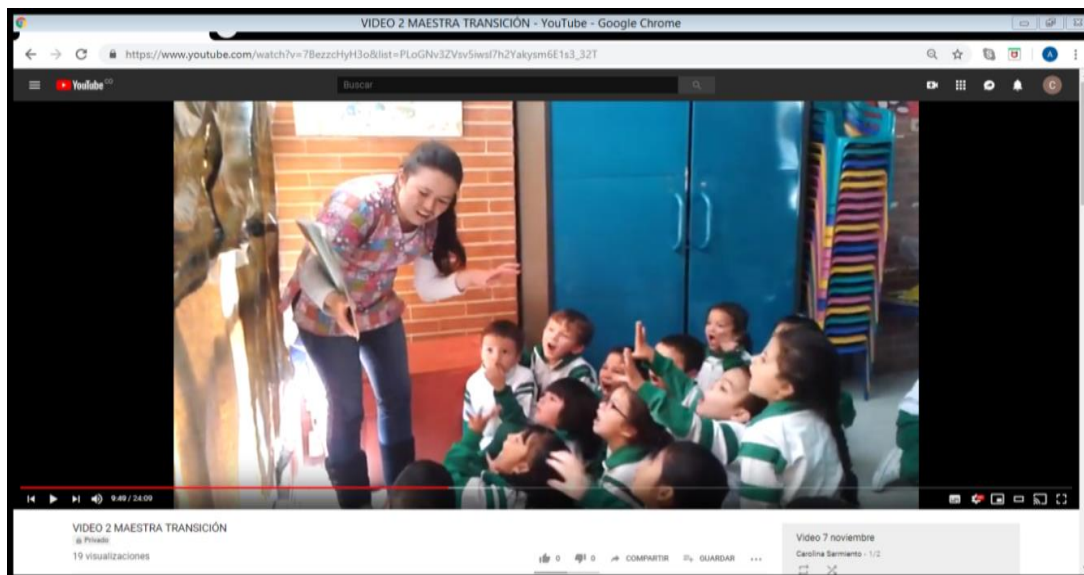 VIDEO 2 MAESTRA TRANSICIÓN - YouTube - Google Chrome
https://www.youtube.com/watch?v=7BezzcHyH3o&list=PLoGNv3ZVsv5iwsl7h2Yakysm6E1s3_32T
A
YouTube CO
Buscar
C
9:49 / 24:09
VIDEO 2 MAESTRA TRANSICIÓN
Privado
19 visualizaciones
0 0 COMPARTIR GUARDAR
Video 7 noviembre
Carolina Sarmiento - 1/2